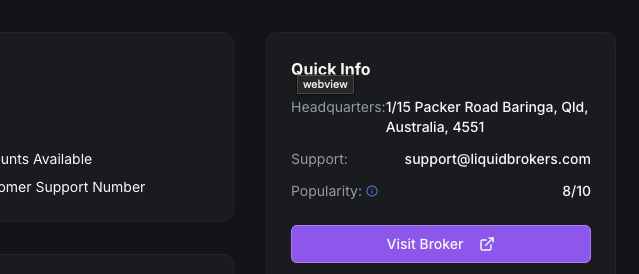 Quick Info
webview
Headquarters: 1/15 Packer Road Baringa, Qld,
Australia, 4551
unts Available
Support: support@liquidbrokers.com
omer Support Number
Popularity: 8/10
Visit Broker